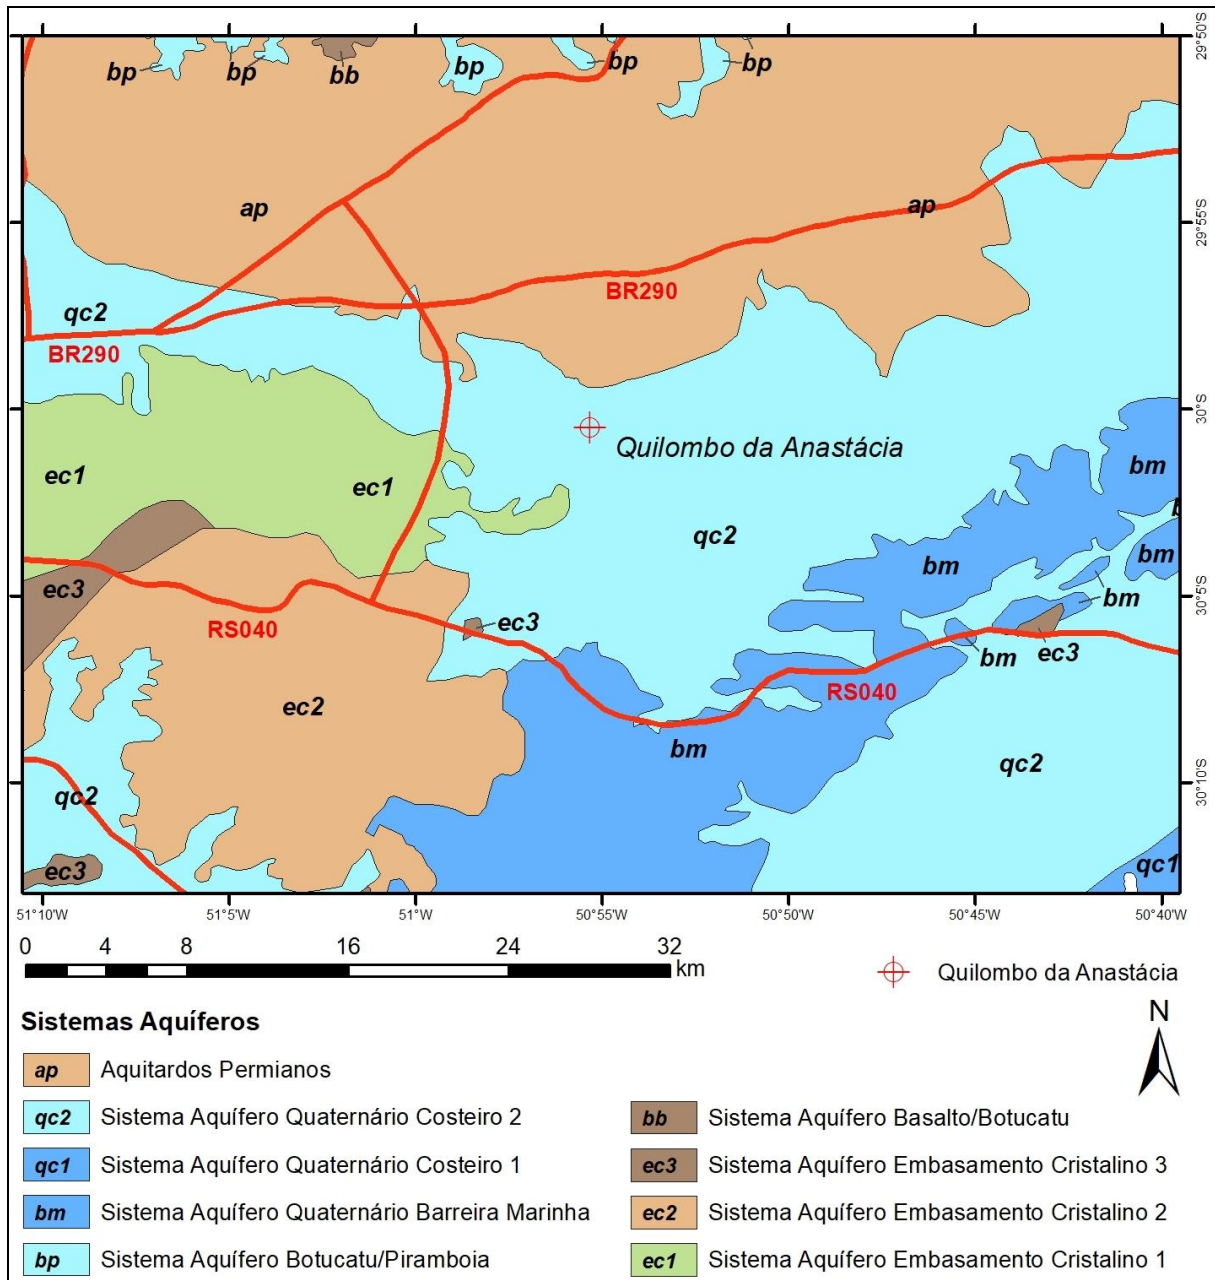 29°50'S
bp
bp
bb
bp
bp
bp
ap
ap
29°55'S
qc2
BR290
BR290
30°S
Quilombo da Anastácia
ec1
ec1
bm
qc2
bm
bm
ec3
30°5'S
bm
RS040
ec3
bm
ec3
ec2
RS040
bm
qc2
qc2
30°10'S
ec3
qc1
51°10'W
51°5'W
51°W
50°55'W
50°50'W
50°45'W
50°40'W
0 4 8 16 24 32
km
Quilombo da Anastácia
N
Sistemas Aquíferos
ap Aquitardos Permianos
qc2 Sistema Aquífero Quaternário Costeiro 2
qc1 Sistema Aquífero Quaternário Costeiro 1
bm Sistema Aquífero Quaternário Barreira Marinha
bp Sistema Aquífero Botucatu/Piramboia
bb Sistema Aquífero Basalto/Botucatu
ec3 Sistema Aquífero Embasamento Cristalino 3
ec2 Sistema Aquífero Embasamento Cristalino 2
ec1 Sistema Aquífero Embasamento Cristalino 1